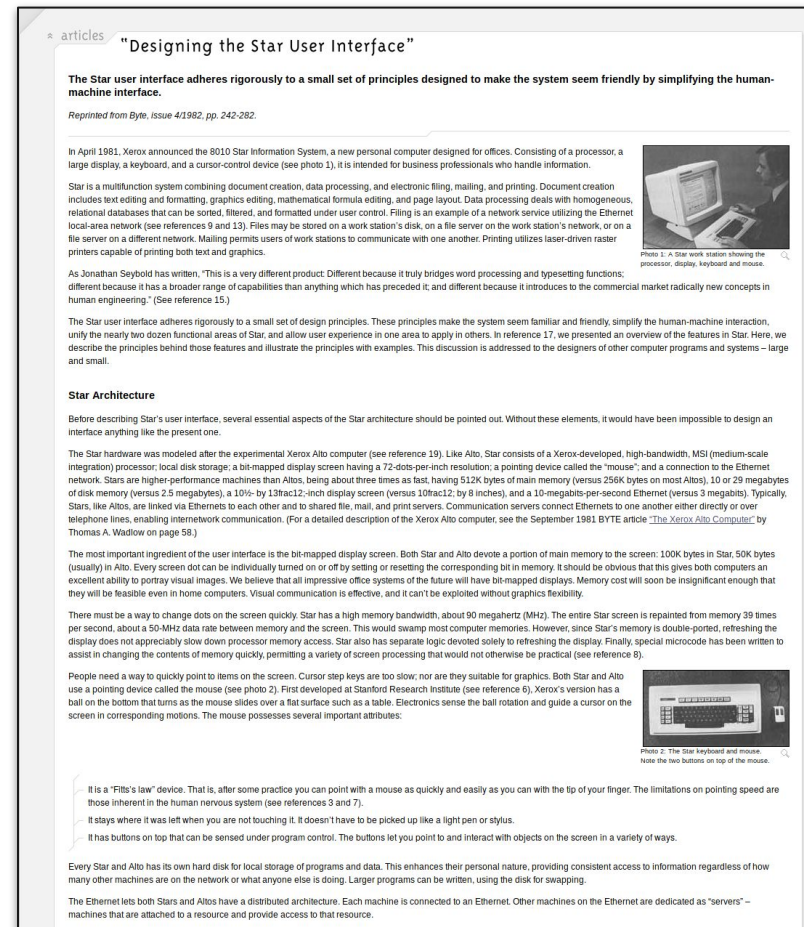 articles
“Designing the Star User Interface”
The Star user interface adheres rigorously to a small set of principles designed to make the system seem friendly by simplifying the human-
machine interface.
Reprinted from Byte, issue 4/1982, pp. 242-282.
In April 1981, Xerox announced the 8010 Star Information System, a new personal computer designed for offices. Consisting of a processor, a
large display, a keyboard, and a cursor-control device (see photo 1), it is intended for business professionals who handle information.
Star is a multifunction system combining document creation, data processing, and electronic filing, mailing, and printing. Document creation
includes text editing and formatting, graphics editing, mathematical formula editing, and page layout. Data processing deals with homogeneous,
relational databases that can be sorted, filtered, and formatted under user control. Filing is an example of a network service utilizing the Ethernet
local-area network (see references 9 and 13). Files may be stored on a work station’s disk, on a file server on the work station’s network, or on a
file server on a different network. Mailing permits users of work stations to communicate with one another. Printing utilizes laser-driven raster
printers capable of printing both text and graphics.
Photo 1: A Star work station showing the
processor, display, keyboard and mouse.
As Jonathan Seybold has written, “This is a very different product: Different because it truly bridges word processing and typesetting functions;
different because it has a broader range of capabilities than anything which has preceded it; and different because it introduces to the commercial market radically new concepts in
human engineering.” (See reference 15.)
The Star user interface adheres rigorously to a small set of design principles. These principles make the system seem familiar and friendly, simplify the human-machine interaction,
unify the nearly two dozen functional areas of Star, and allow user experience in one area to apply in others. In reference 17, we presented an overview of the features in Star. Here, we
describe the principles behind those features and illustrate the principles with examples. This discussion is addressed to the designers of other computer programs and systems – large
and small.
Star Architecture
Before describing Star’s user interface, several essential aspects of the Star architecture should be pointed out. Without these elements, it would have been impossible to design an
interface anything like the present one.
The Star hardware was modeled after the experimental Xerox Alto computer (see reference 19). Like Alto, Star consists of a Xerox-developed, high-bandwidth, MSI (medium-scale
integration) processor; local disk storage; a bit-mapped display screen having a 72-dots-per-inch resolution; a pointing device called the “mouse”; and a connection to the Ethernet
network. Stars are higher-performance machines than Altos, being about three times as fast, having 512K bytes of main memory (versus 256K bytes on most Altos), 10 or 29 megabytes
of disk memory (versus 2.5 megabytes), a 10½- by 13frac12;-inch display screen (versus 10frac12; by 8 inches), and a 10-megabits-per-second Ethernet (versus 3 megabits). Typically,
Stars, like Altos, are linked via Ethernets to each other and to shared file, mail, and print servers. Communication servers connect Ethernets to one another either directly or over
telephone lines, enabling internetwork communication. (For a detailed description of the Xerox Alto computer, see the September 1981 BYTE article “The Xerox Alto Computer” by
Thomas A. Wadlow on page 58.)
The most important ingredient of the user interface is the bit-mapped display screen. Both Star and Alto devote a portion of main memory to the screen: 100K bytes in Star, 50K bytes
(usually) in Alto. Every screen dot can be individually turned on or off by setting or resetting the corresponding bit in memory. It should be obvious that this gives both computers an
excellent ability to portray visual images. We believe that all impressive office systems of the future will have bit-mapped displays. Memory cost will soon be insignificant enough that
they will be feasible even in home computers. Visual communication is effective, and it can’t be exploited without graphics flexibility.
There must be a way to change dots on the screen quickly. Star has a high memory bandwidth, about 90 megahertz (MHz). The entire Star screen is repainted from memory 39 times
per second, about a 50-MHz data rate between memory and the screen. This would swamp most computer memories. However, since Star’s memory is double-ported, refreshing the
display does not appreciably slow down processor memory access. Star also has separate logic devoted solely to refreshing the display. Finally, special microcode has been written to
assist in changing the contents of memory quickly, permitting a variety of screen processing that would not otherwise be practical (see reference 8).
People need a way to quickly point to items on the screen. Cursor step keys are too slow; nor are they suitable for graphics. Both Star and Alto
use a pointing device called the mouse (see photo 2). First developed at Stanford Research Institute (see reference 6), Xerox’s version has a
ball on the bottom that turns as the mouse slides over a flat surface such as a table. Electronics sense the ball rotation and guide a cursor on the
screen in corresponding motions. The mouse possesses several important attributes:
Photo 2: The Star keyboard and mouse.
Note the two buttons on top of the mouse.
It is a “Fitts’s law” device. That is, after some practice you can point with a mouse as quickly and easily as you can with the tip of your finger. The limitations on pointing speed are
those inherent in the human nervous system (see references 3 and 7).
It stays where it was left when you are not touching it. It doesn’t have to be picked up like a light pen or stylus.
It has buttons on top that can be sensed under program control. The buttons let you point to and interact with objects on the screen in a variety of ways.
Every Star and Alto has its own hard disk for local storage of programs and data. This enhances their personal nature, providing consistent access to information regardless of how
many other machines are on the network or what anyone else is doing. Larger programs can be written, using the disk for swapping.
The Ethernet lets both Stars and Altos have a distributed architecture. Each machine is connected to an Ethernet. Other machines on the Ethernet are dedicated as “servers” –
machines that are attached to a resource and provide access to that resource.